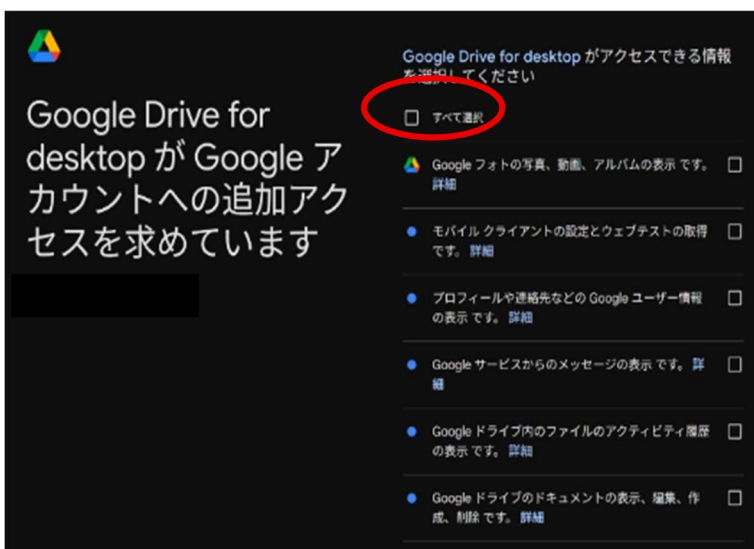 Google Drive for
desktop が Google ア
カウントへの追加アク
セスを求めています
Google Drive for desktop がアクセスできる情報
を選択してください
すべて選択
Google フォトの写真、動画、アルバムの表示 です。
詳細
モバイル クライアントの設定とウェブテストの取得
です。 詳細
プロフィールや連絡先などの Google ユーザー情報
の表示 です。 詳細
Google サービスからのメッセージの表示 です。 詳
細
Google ドライブ内のファイルのアクティビティ履歴
の表示 です。 詳細
Google ドライブのドキュメントの表示、編集、作
成、削除 です。 詳細